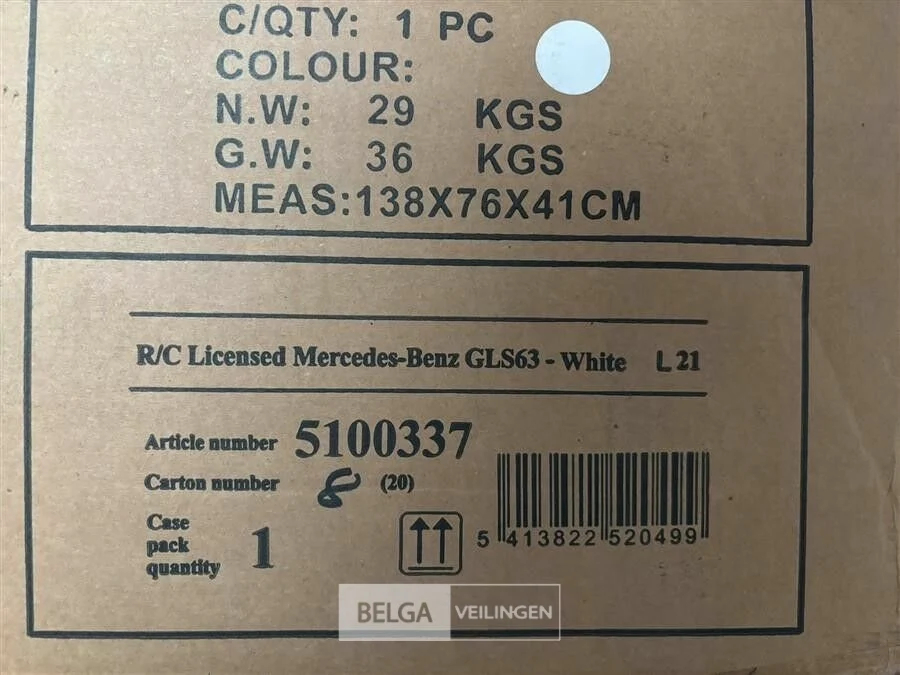 C/QTY: 1 PC
COLOUR:
N.W: 29 KGS
G.W: 36 KGS
MEAS:138X76X41CM
R/C Licensed Mercedes-Benz GLS63 - White L 21
Article number 5100337
Carton number 8 (20)
Case
pack
quantity 1
5 413822 520499
BELGA VEILINGEN